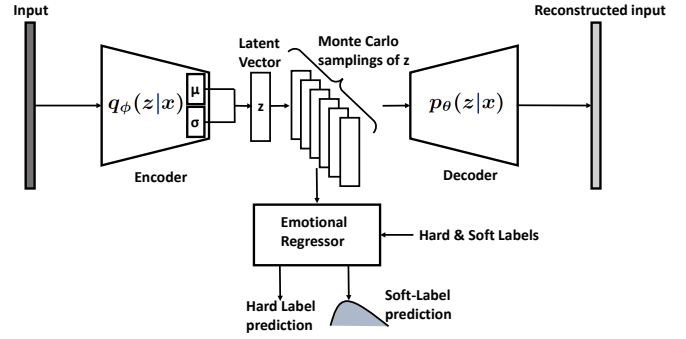 Input
Reconstructed input
Latent
Vector
Monte Carlo
samplings of z
qϕ(z|x)
μ
σ
z
pθ(z|x)
Encoder
Decoder
Emotional
Regressor
Hard & Soft Labels
Hard Label
prediction
Soft-Label
prediction